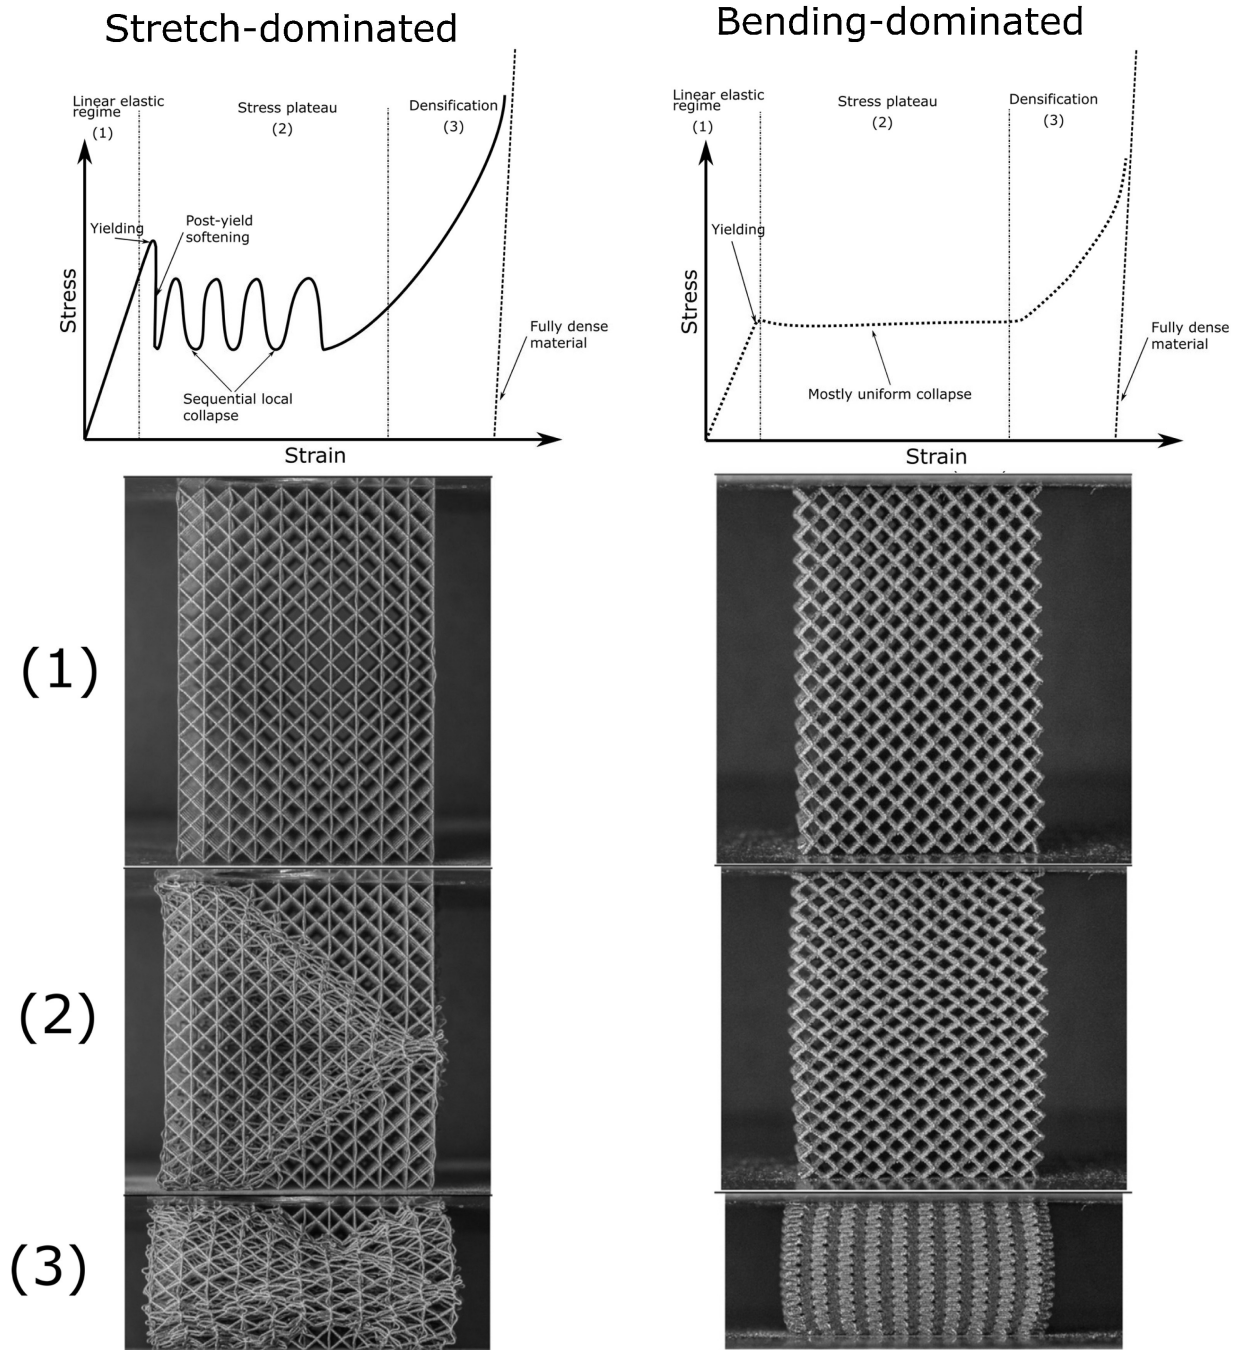 Stretch-dominated
Linear elastic
regime
(1)
Stress plateau
(2)
Densification
(3)
Yielding
Post-yield
softening
Stress
Sequential local
collapse
Fully dense
material
Strain
Bending-dominated
Linear elastic
regime
(1)
Stress plateau
(2)
Densification
(3)
Yielding
Stress
Mostly uniform collapse
Fully dense
material
Strain
(1)
(2)
(3)